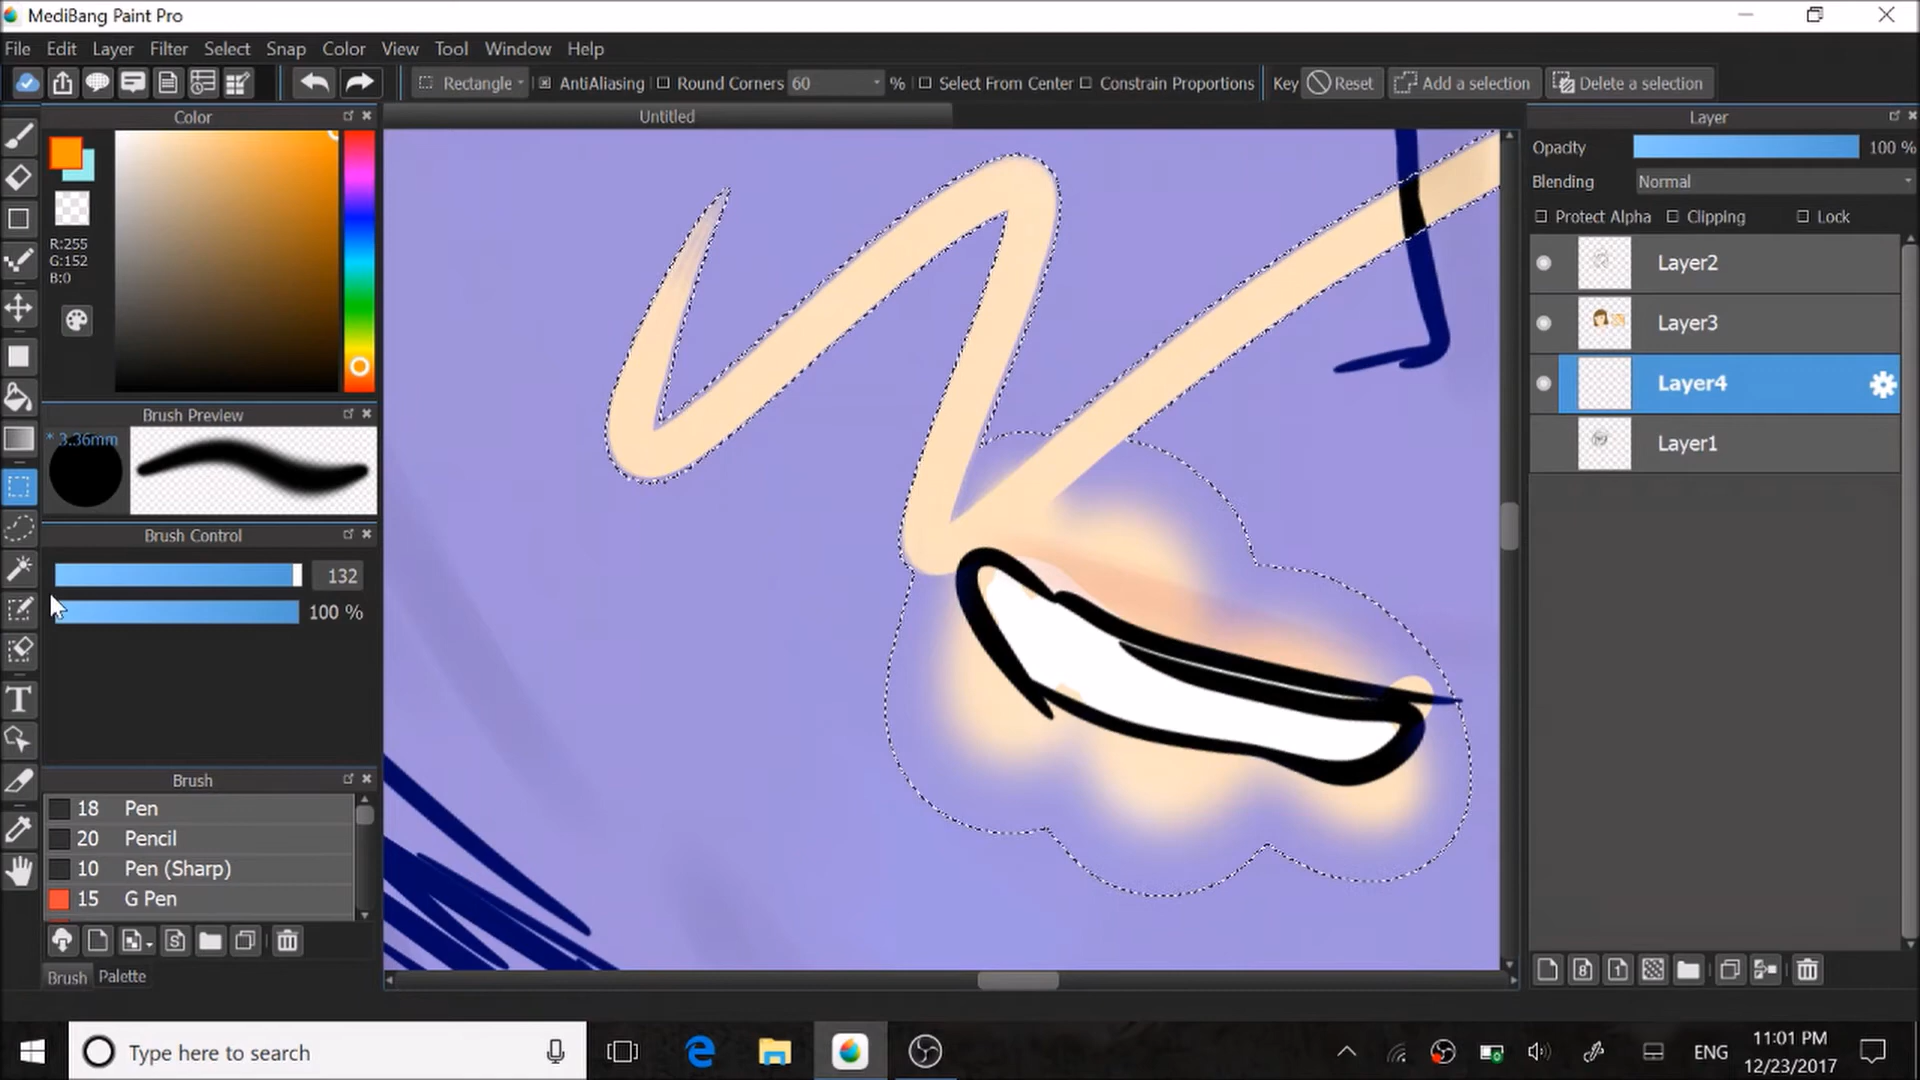 MediBang Paint Pro
File Edit Layer Filter Select Snap Color View Tool Window Help
Rectangle AntiAliasing Round Corners 60 % Select From Center Constrain Proportions Key Reset Add a selection Delete a selection
Color
Untitled
Layer
R:255
G:152
B:0
Opacity 100 %
Blending Normal
Protect Alpha Clipping Lock
Layer2
Layer3
Layer4
Layer1
Brush Preview
* 3.36mm
Brush Control
132
100 %
T
Brush
18 Pen
20 Pencil
10 Pen (Sharp)
15 G Pen
S
8
1
Brush Palette
Type here to search
ENG
11:01 PM
12/23/2017